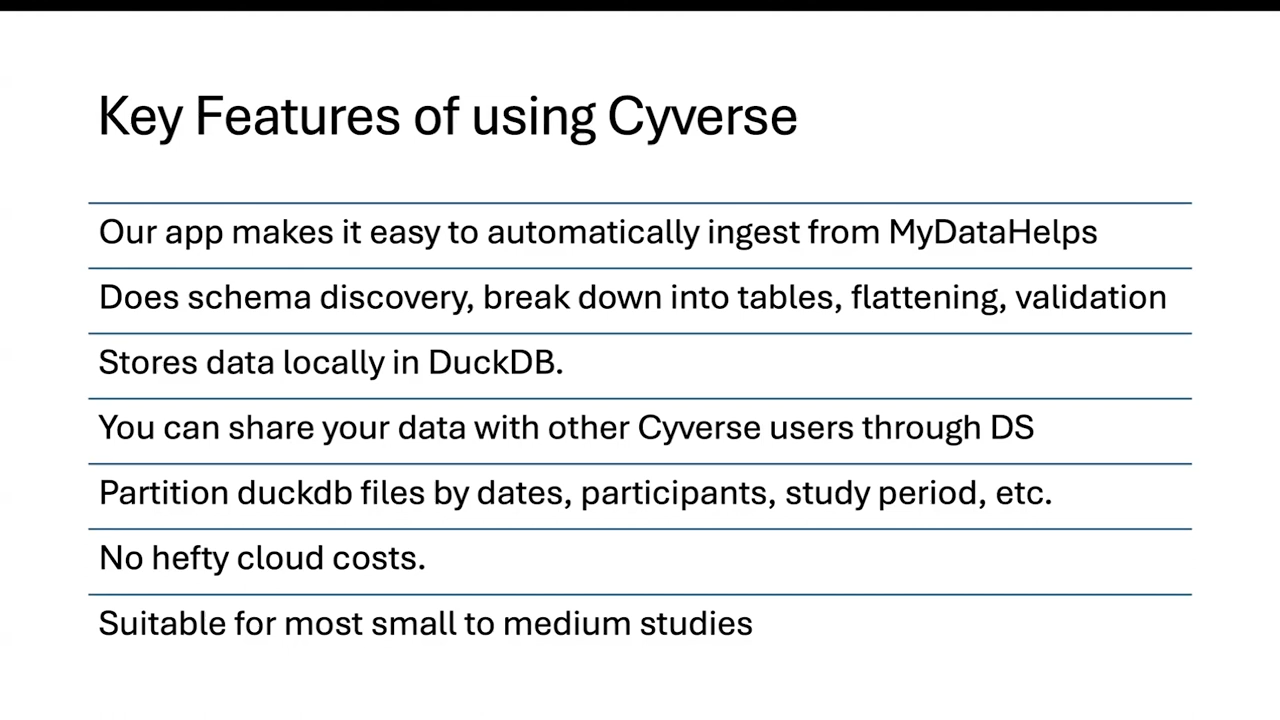 Key Features of using Cyverse
Our app makes it easy to automatically ingest from MyDataHelps
Does schema discovery, break down into tables, flattening, validation
Stores data locally in DuckDB.
You can share your data with other Cyverse users through DS
Partition duckdb files by dates, participants, study period, etc.
No hefty cloud costs.
Suitable for most small to medium studies